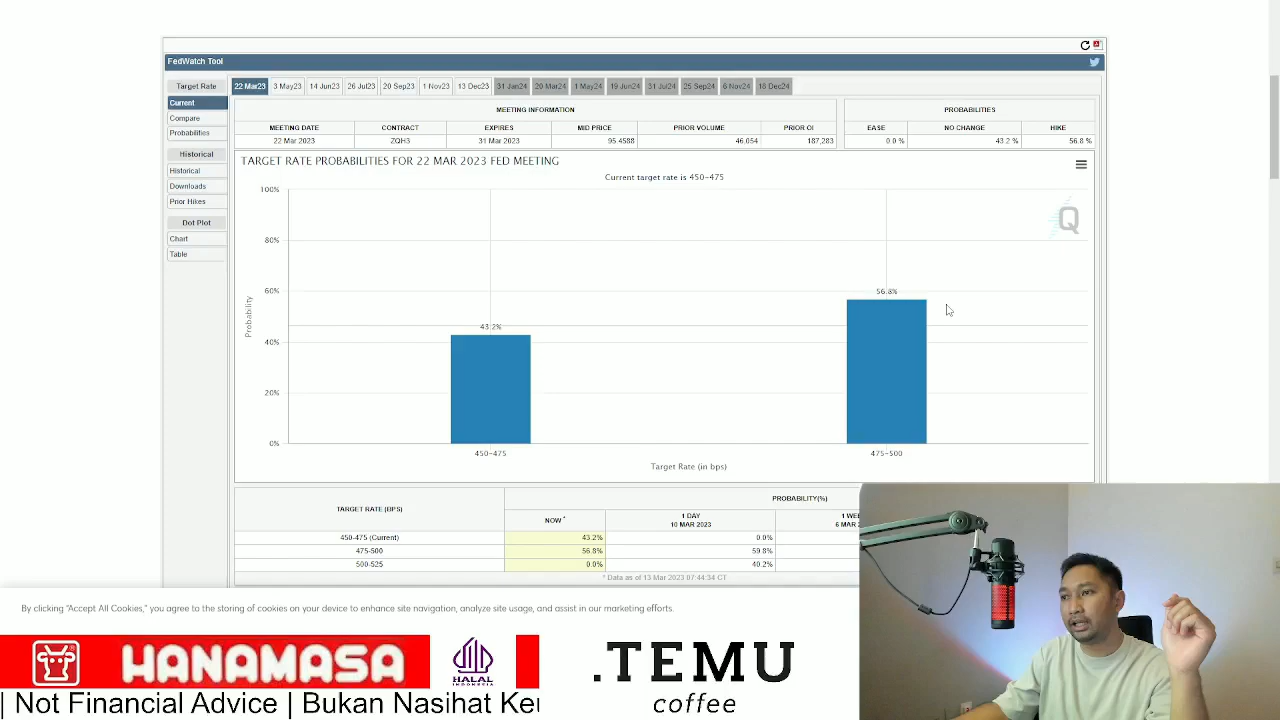 FedWatch Tool
Target Rate
22 Mar23 3 May23 14 Jun23 26 Jul23 20 Sep23 1 Nov23 13 Dec23 31 Jan24 20 Mar24 1 May24 19 Jun24 31 Jul24 25 Sep24 6 Nov24 18 Dec24
Current
Compare
Probabilities
Historical
Historical
Downloads
Prior Hikes
Dot Plot
Chart
Table
MEETING INFORMATION
MEETING DATE CONTRACT EXPIRES MID PRICE PRIOR VOLUME PRIOR OI
22 Mar 2023 ZQH3 31 Mar 2023 95.4588 46,054 187,283
PROBABILITIES
EASE NO CHANGE HIKE
0.0 % 43.2 % 56.8 %
TARGET RATE PROBABILITIES FOR 22 MAR 2023 FED MEETING
Current target rate is 450-475
Q
Probability
100%
80%
60%
40%
20%
0%
43.2%
56.8%
450-475 475-500
Target Rate (in bps)
TARGET RATE (BPS) PROBABILITY(%)
NOW * 1 DAY 10 MAR 2023 1 WE 6 MAR 2
450-475 (Current) 43.2% 0.0%
475-500 56.8% 59.8%
500-525 0.0% 40.2%
* Data as of 13 Mar 2023 07:44:34 CT
By clicking “Accept All Cookies,” you agree to the storing of cookies on your device to enhance site navigation, analyze site usage, and assist in our marketing efforts.
HANAMASA
HALAL
INDONESIA
.TEMU
coffee
| Not Financial Advice | Bukan Nasihat Keu